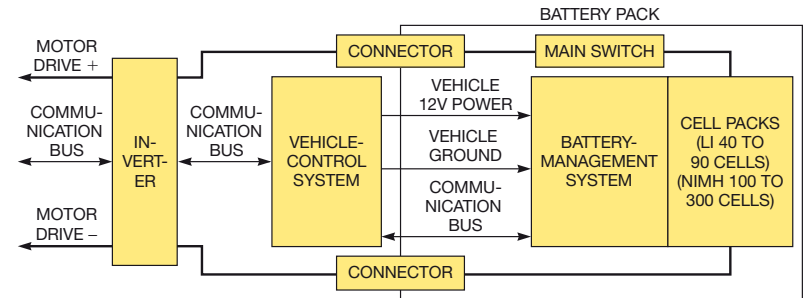 BATTERY PACK
MOTOR
DRIVE +
CONNECTOR
MAIN SWITCH
COMMU-
NICATION
BUS
IN-
VERT-
ER
COMMU-
NICATION
BUS
VEHICLE-
CONTROL
SYSTEM
VEHICLE
12V POWER
VEHICLE
GROUND
COMMU-
NICATION
BUS
BATTERY-
MANAGEMENT
SYSTEM
CELL PACKS
(LI 40 TO
90 CELLS)
(NIMH 100 TO
300 CELLS)
MOTOR
DRIVE –
CONNECTOR